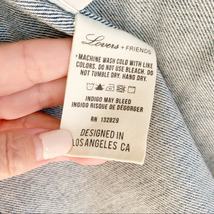 Lovers + FRIENDS
*MACHINE WASH COLD WITH LIKE
COLORS. DO NOT USE BLEACH. DO
NOT TUMBLE DRY. HANG DRY.
INDIGO MAY BLEED
INDIGO RISQUE DE DÉGORGER
RN 132829
DESIGNED IN
LOS ANGELES CA